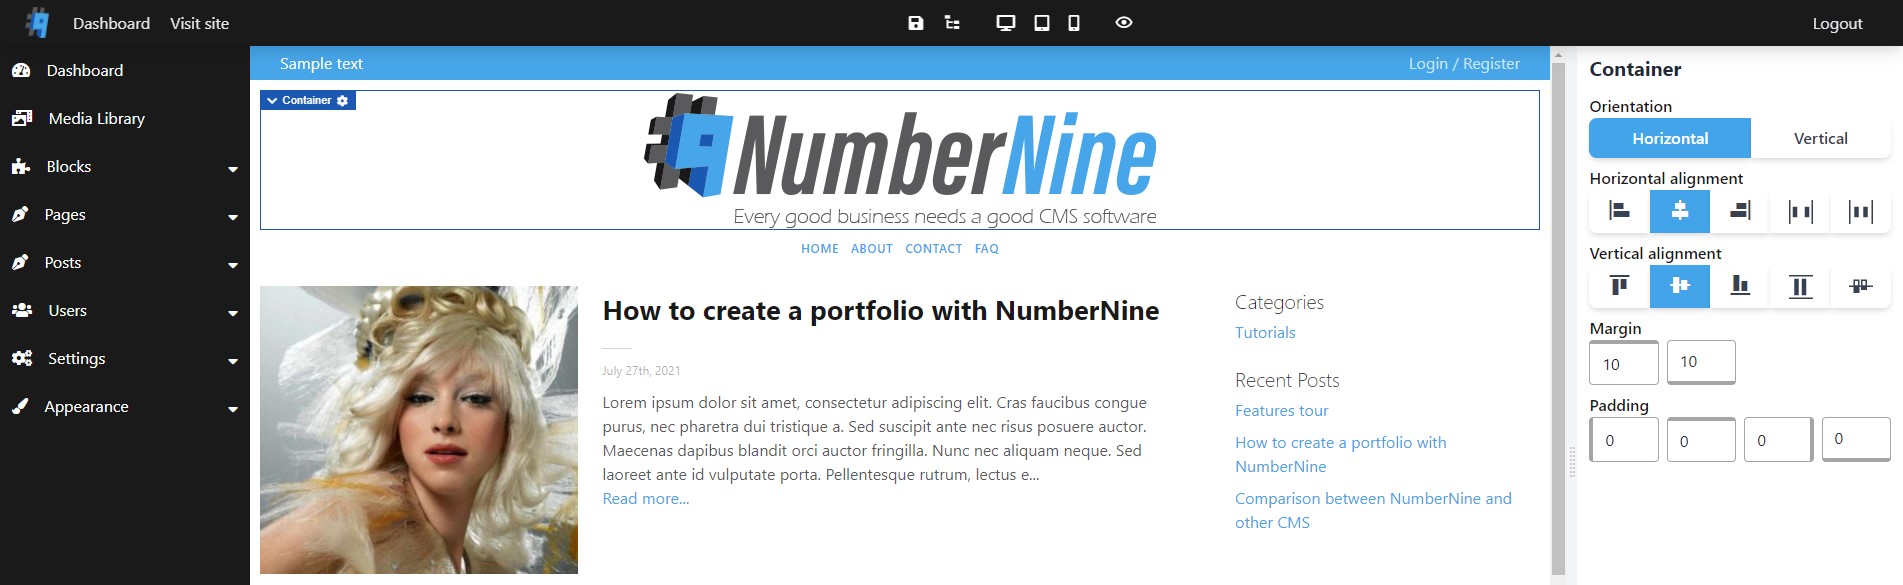 Dashboard Visit site Logout
Dashboard
Media Library
Blocks
Pages
Posts
Users
Settings
Appearance
Sample text Login / Register
Container
NumberNine
Every good business needs a good CMS software
HOME ABOUT CONTACT FAQ
How to create a portfolio with NumberNine
July 27th, 2021
Lorem ipsum dolor sit amet, consectetur adipiscing elit. Cras faucibus congue
purus, nec pharetra dui tristique a. Sed suscipit ante nec risus posuere auctor.
Maecenas dapibus blandit orci auctor fringilla. Nunc nec aliquam neque. Sed
laoreet ante id vulputate porta. Pellentesque rutrum, lectus e...
Read more...
Categories
Tutorials
Recent Posts
Features tour
How to create a portfolio with
NumberNine
Comparison between NumberNine and
other CMS
Container
Orientation
Horizontal Vertical
Horizontal alignment
Vertical alignment
Margin
10 10
Padding
0 0 0 0